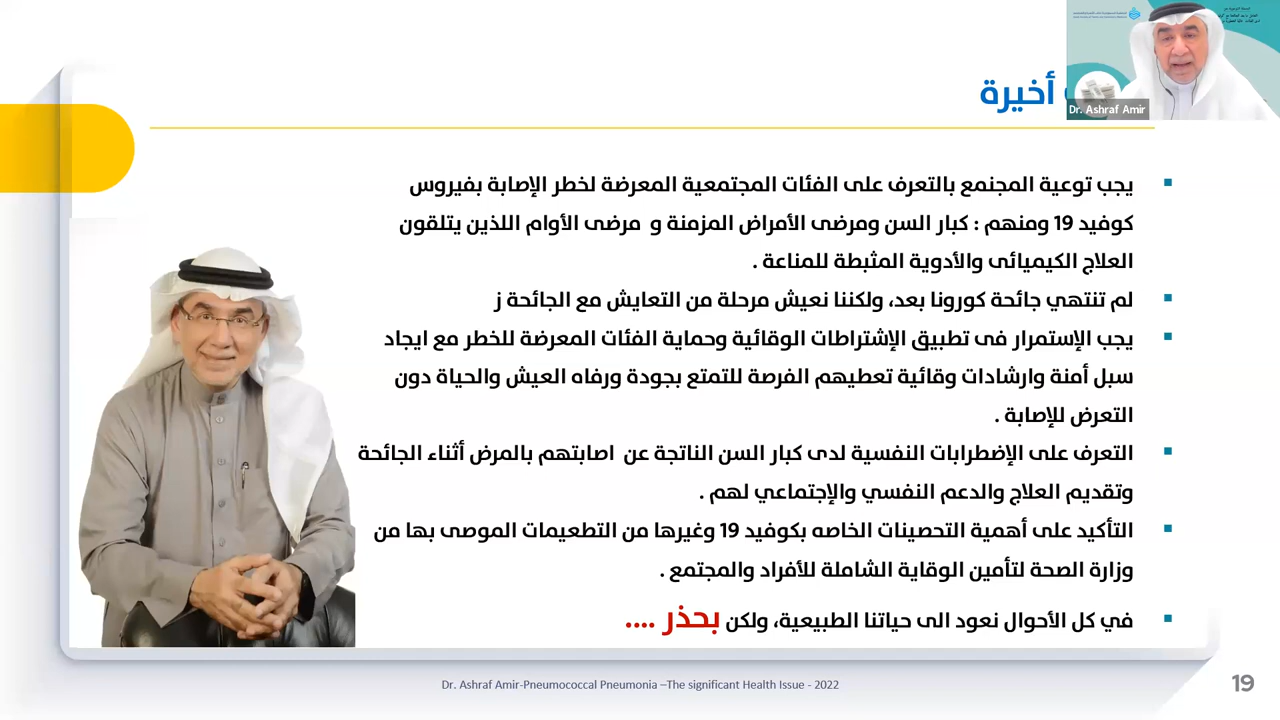 أخيرة
Dr. Ashraf Amir
يجب توعية المجنمع بالتعرف على الفئات المجتمعية المعرضة لخطر الإصابة بفيروس
كوفيد 19 ومنهم : كبار السن ومرضى الأمراض المزمنة و مرضى الأوام اللذين يتلقون
العلاج الكيميائى والأدوية المثبطة للمناعة .
لم تنتهي جائحة كورونا بعد، ولكننا نعيش مرحلة من التعايش مع الجائحة ز
يجب الإستمرار فى تطبيق الإشتراطات الوقائية وحماية الفئات المعرضة للخطر مع ايجاد
سبل أمنة وارشادات وقائية تعطيهم الفرصة للتمتع بجودة ورفاه العيش والحياة دون
التعرض للإصابة .
التعرف على الإضطرابات النفسية لدى كبار السن الناتجة عن اصابتهم بالمرض أثناء الجائحة
وتقديم العلاج والدعم النفسي والإجتماعي لهم .
التأكيد على أهمية التحصينات الخاصه بكوفيد 19 وغيرها من التطعيمات الموصى بها من
وزارة الصحة لتأمين الوقاية الشاملة للأفراد والمجتمع .
في كل الأحوال نعود الى حياتنا الطبيعية، ولكن بحذر ....
Dr. Ashraf Amir-Pneumococcal Pneumonia –The significant Health Issue - 2022
19